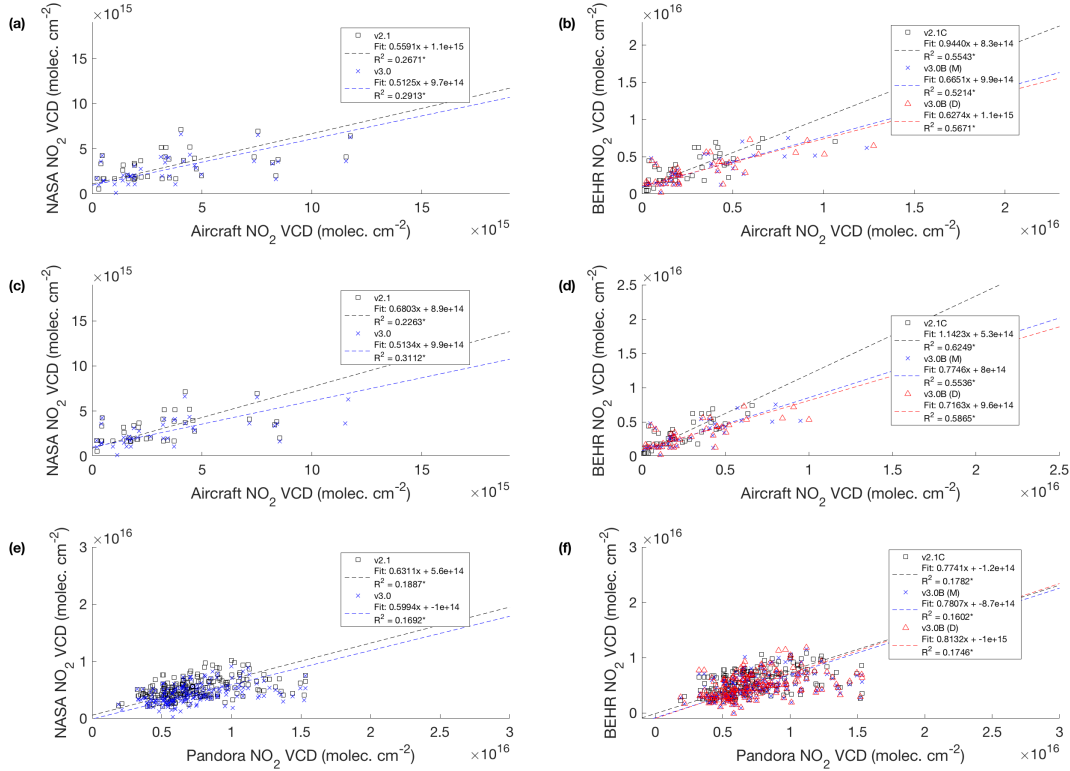 (a)
×10^15
15
10
5
0
NASA NO2 VCD (molec. cm-2)
v2.1
Fit: 0.5591x + 1.1e+15
R2 = 0.2671*
v3.0
Fit: 0.5125x + 9.7e+14
R2 = 0.2913*
0 5 10 15
×10^15
Aircraft NO2 VCD (molec. cm-2)
(b)
×10^16
2
1.5
1
0.5
0
BEHR NO2 VCD (molec. cm-2)
v2.1C
Fit: 0.9440x + 8.3e+14
R2 = 0.5543*
v3.0B (M)
Fit: 0.6651x + 9.9e+14
R2 = 0.5214*
v3.0B (D)
Fit: 0.6274x + 1.1e+15
R2 = 0.5671*
0 0.5 1 1.5 2
×10^16
Aircraft NO2 VCD (molec. cm-2)
(c)
×10^15
15
10
5
0
NASA NO2 VCD (molec. cm-2)
v2.1
Fit: 0.6803x + 8.9e+14
R2 = 0.2263*
v3.0
Fit: 0.5134x + 9.9e+14
R2 = 0.3112*
0 5 10 15
×10^15
Aircraft NO2 VCD (molec. cm-2)
(d)
×10^16
2.5
2
1.5
1
0.5
0
BEHR NO2 VCD (molec. cm-2)
v2.1C
Fit: 1.1423x + 5.3e+14
R2 = 0.6249*
v3.0B (M)
Fit: 0.7746x + 8e+14
R2 = 0.5536*
v3.0B (D)
Fit: 0.7163x + 9.6e+14
R2 = 0.5865*
0 0.5 1 1.5 2 2.5
×10^16
Aircraft NO2 VCD (molec. cm-2)
(e)
×10^16
3
2
1
0
NASA NO2 VCD (molec. cm-2)
v2.1
Fit: 0.6311x + 5.6e+14
R2 = 0.1887*
v3.0
Fit: 0.5994x + -1e+14
R2 = 0.1692*
0 0.5 1 1.5 2 2.5 3
×10^16
Pandora NO2 VCD (molec. cm-2)
(f)
×10^16
3
2
1
0
BEHR NO2 VCD (molec. cm-2)
v2.1C
Fit: 0.7741x + -1.2e+14
R2 = 0.1782*
v3.0B (M)
Fit: 0.7807x + -8.7e+14
R2 = 0.1602*
v3.0B (D)
Fit: 0.8132x + -1e+15
R2 = 0.1746*
0 0.5 1 1.5 2 2.5 3
×10^16
Pandora NO2 VCD (molec. cm-2)